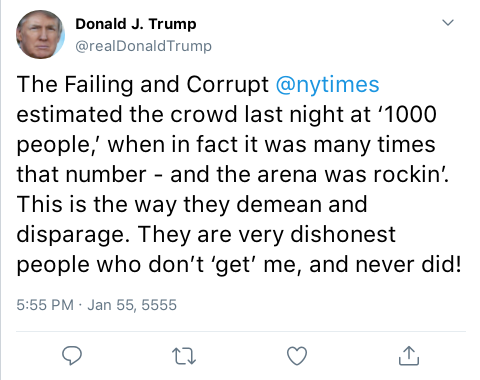 Donald J. Trump
@realDonaldTrump
The Failing and Corrupt @nytimes
estimated the crowd last night at ‘1000
people,’ when in fact it was many times
that number - and the arena was rockin’.
This is the way they demean and
disparage. They are very dishonest
people who don’t ‘get’ me, and never did!
5:55 PM · Jan 55, 5555